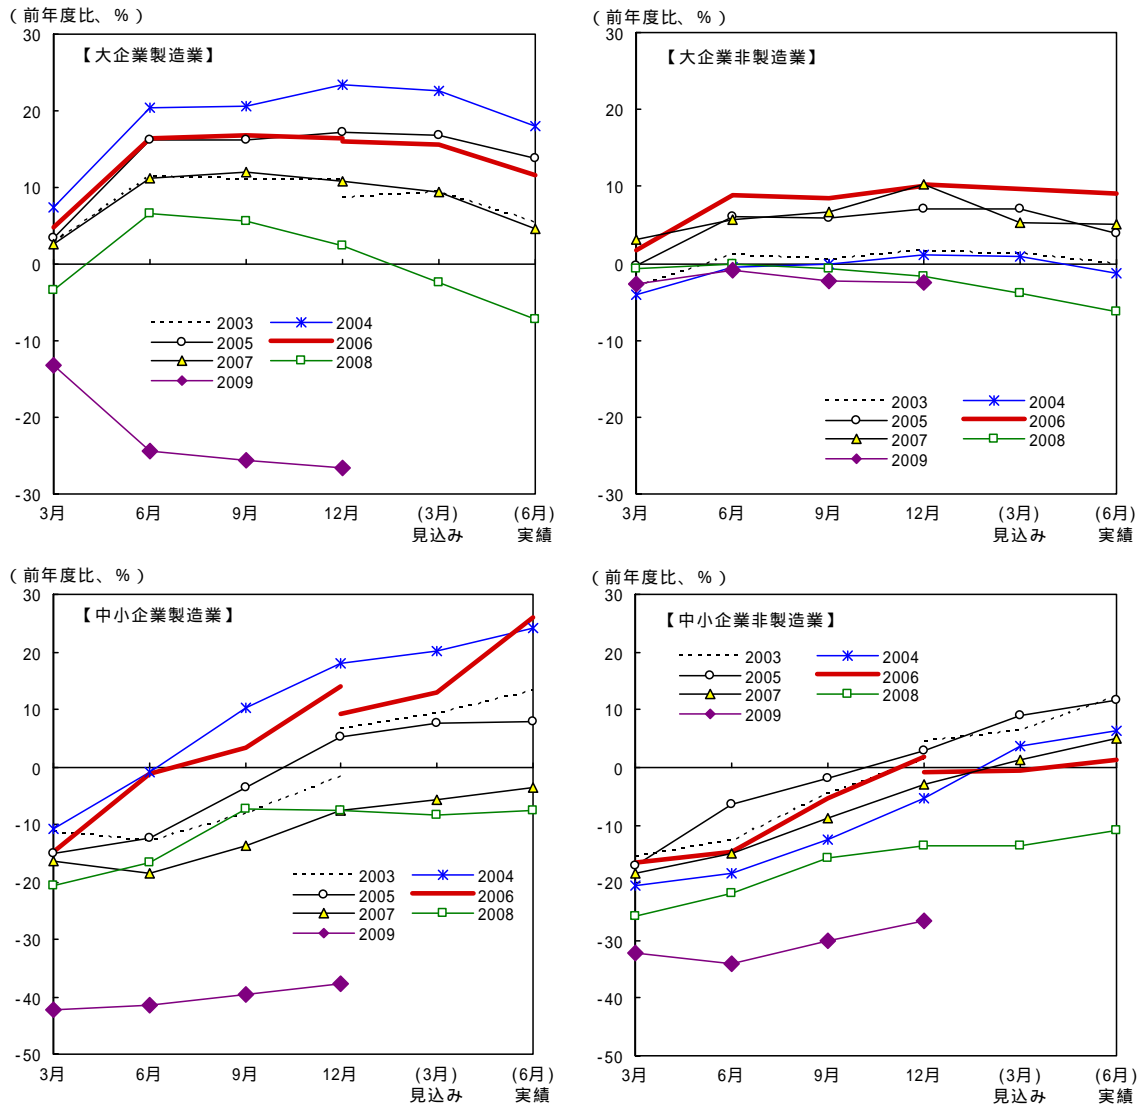 （前年度比、％）
【大企業製造業】
30
20
10
0
-10
-20
-30
2003
2004
2005
2006
2007
2008
2009
3月
6月
9月
12月
(3月)
見込み
(6月)
実績
（前年度比、％）
【大企業非製造業】
30
20
10
0
-10
-20
-30
2003
2004
2005
2006
2007
2008
2009
3月
6月
9月
12月
(3月)
見込み
(6月)
実績
（前年度比、％）
【中小企業製造業】
30
20
10
0
-10
-20
-30
-40
-50
2003
2004
2005
2006
2007
2008
2009
3月
6月
9月
12月
(3月)
見込み
(6月)
実績
（前年度比、％）
【中小企業非製造業】
30
20
10
0
-10
-20
-30
-40
-50
2003
2004
2005
2006
2007
2008
2009
3月
6月
9月
12月
(3月)
見込み
(6月)
実績